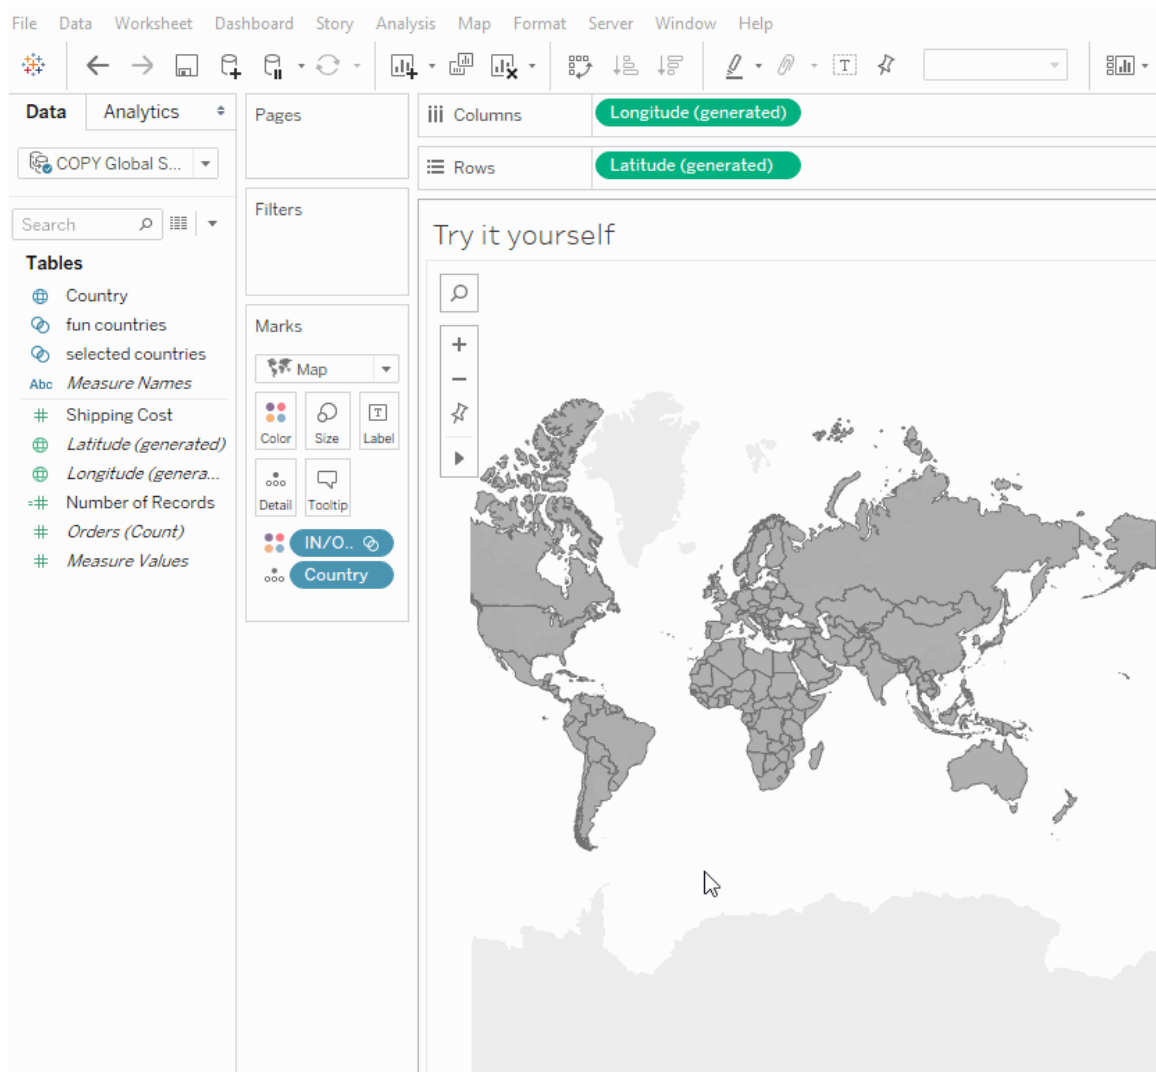 File Data Worksheet Dashboard Story Analysis Map Format Server Window Help
Data Analytics
COPY Global S...
Search
Tables
Country
fun countries
selected countries
Abc Measure Names
Shipping Cost
Latitude (generated)
Longitude (genera...
Number of Records
Orders (Count)
Measure Values
Pages
Filters
Marks
Map
Color Size Label
Detail Tooltip
IN/O..
Country
Columns Longitude (generated)
Rows Latitude (generated)
Try it yourself